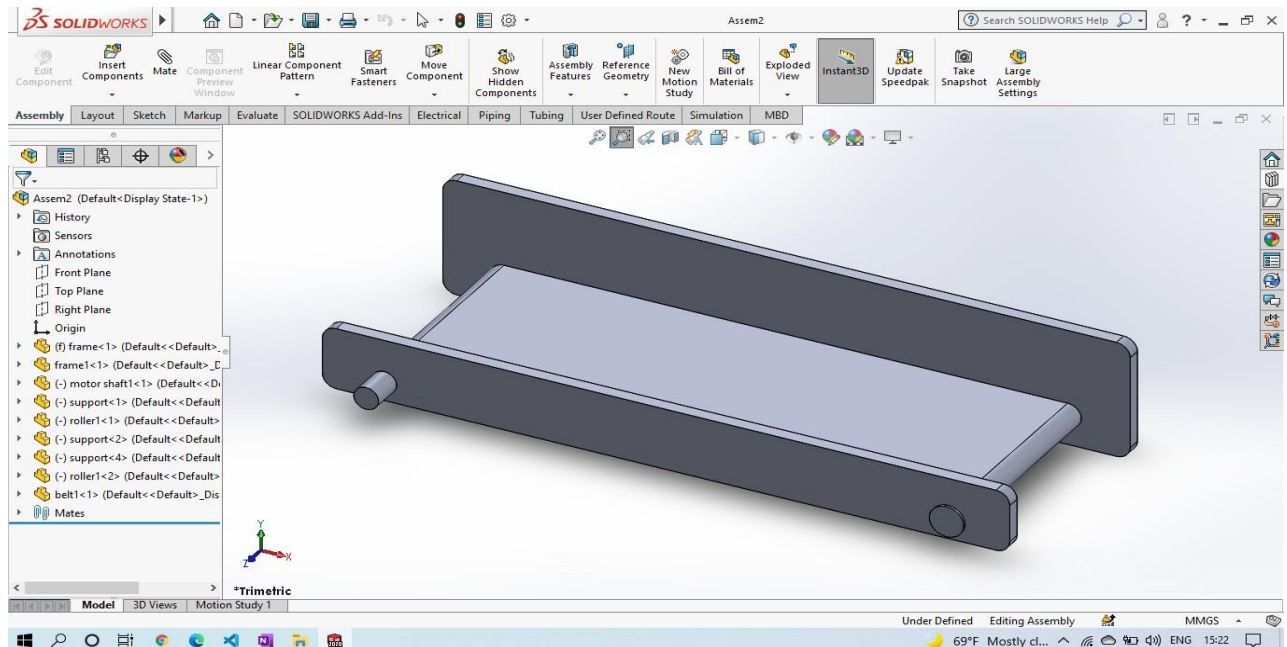 SOLIDWORKS
Assem2
Search SOLIDWORKS Help
?
Edit Component
Insert Components
Mate
Component Preview Window
Linear Component Pattern
Smart Fasteners
Move Component
Show Hidden Components
Assembly Features
Reference Geometry
New Motion Study
Bill of Materials
Exploded View
Instant3D
Update Speedpak
Take Snapshot
Large Assembly Settings
Assembly Layout Sketch Markup Evaluate SOLIDWORKS Add-Ins Electrical Piping Tubing User Defined Route Simulation MBD
Assem2 (Default<Display State-1>)
History
Sensors
A Annotations
Front Plane
Top Plane
Right Plane
Origin
(f) frame<1> (Default<<Default>_
frame1<1> (Default<<Default>_D
(-) motor shaft1<1> (Default<<De
(-) support<1> (Default<<Default
(-) roller1<1> (Default<<Default>
(-) support<2> (Default<<Default
(-) support<4> (Default<<Default
(-) roller1<2> (Default<<Default>
belt1<1> (Default<<Default>_Dis
Mates
Y
X
Z
*Trimetric
Model 3D Views Motion Study 1
Under Defined Editing Assembly MMGS
2020
69°F Mostly cl... ENG 15:22